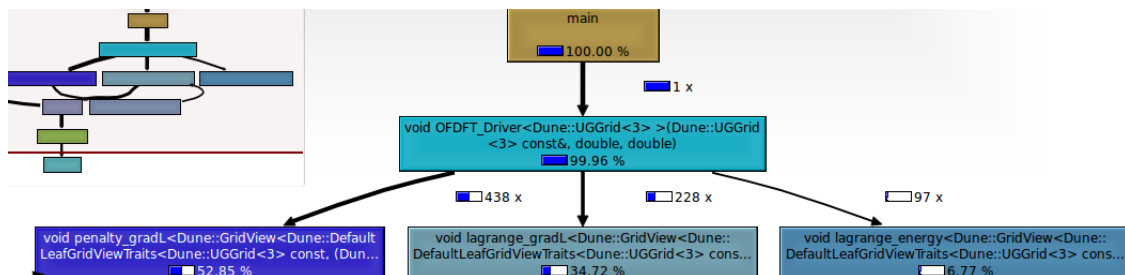 main
100.00 %
1 x
void OFDFT_Driver<Dune::UGGrid<3> >(Dune::UGGrid
<3> const&, double, double)
99.96 %
438 x
228 x
97 x
void penalty_gradL<Dune::GridView<Dune::Default
LeafGridViewTraits<Dune::UGGrid<3> const, (Dun...
52.85 %
void lagrange_gradL<Dune::GridView<Dune::
DefaultLeafGridViewTraits<Dune::UGGrid<3> cons...
34.72 %
void lagrange_energy<Dune::GridView<Dune::
DefaultLeafGridViewTraits<Dune::UGGrid<3> cons...
6.77 %